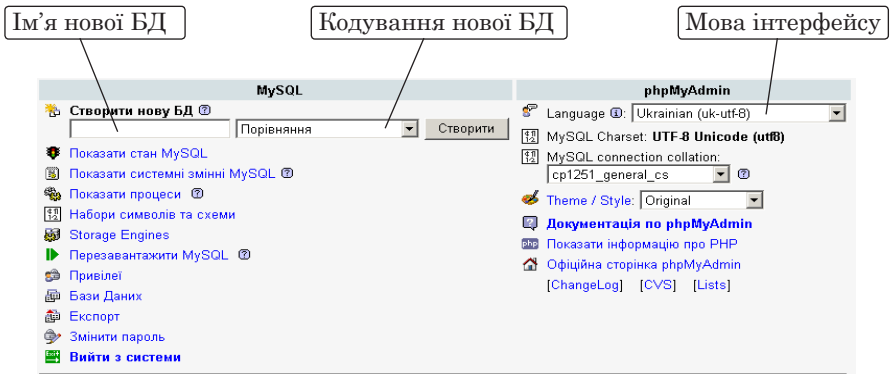 Ім’я нової БД
Кодування нової БД
Мова інтерфейсу
MySQL
Створити нову БД
Порівняння
Створити
Показати стан MySQL
Показати системні змінні MySQL
Показати процеси
Набори символів та схеми
Storage Engines
Перезавантажити MySQL
Привілеї
Бази Даних
Експорт
Змінити пароль
Вийти з системи
phpMyAdmin
Language: Ukrainian (uk-utf-8)
MySQL Charset: UTF-8 Unicode (utf8)
MySQL connection collation:
cp1251_general_cs
Theme / Style: Original
Документація по phpMyAdmin
php Показати інформацію про PHP
Офіційна сторінка phpMyAdmin
[ChangeLog] [CVS] [Lists]